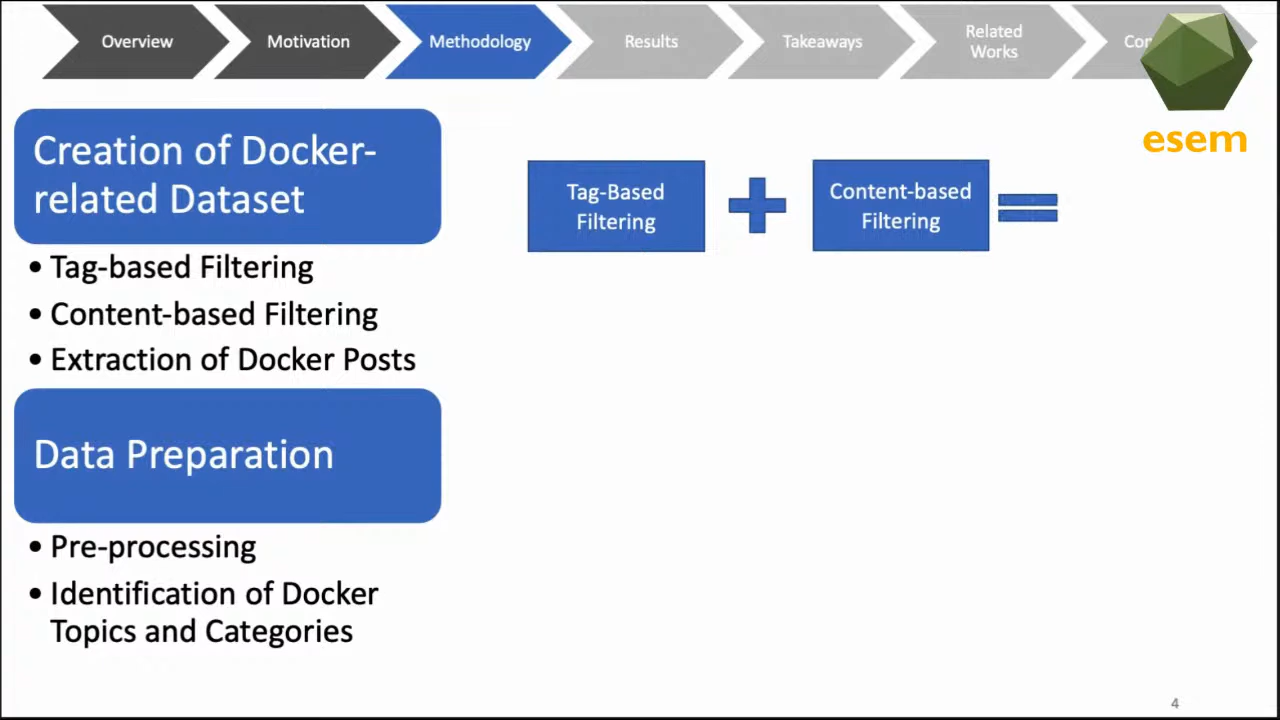 Overview
Motivation
Methodology
Results
Takeaways
Related
Works
esem
Creation of Docker-
related Dataset
• Tag-based Filtering
• Content-based Filtering
• Extraction of Docker Posts
Data Preparation
• Pre-processing
• Identification of Docker
Topics and Categories
Tag-Based
Filtering
Content-based
Filtering
4